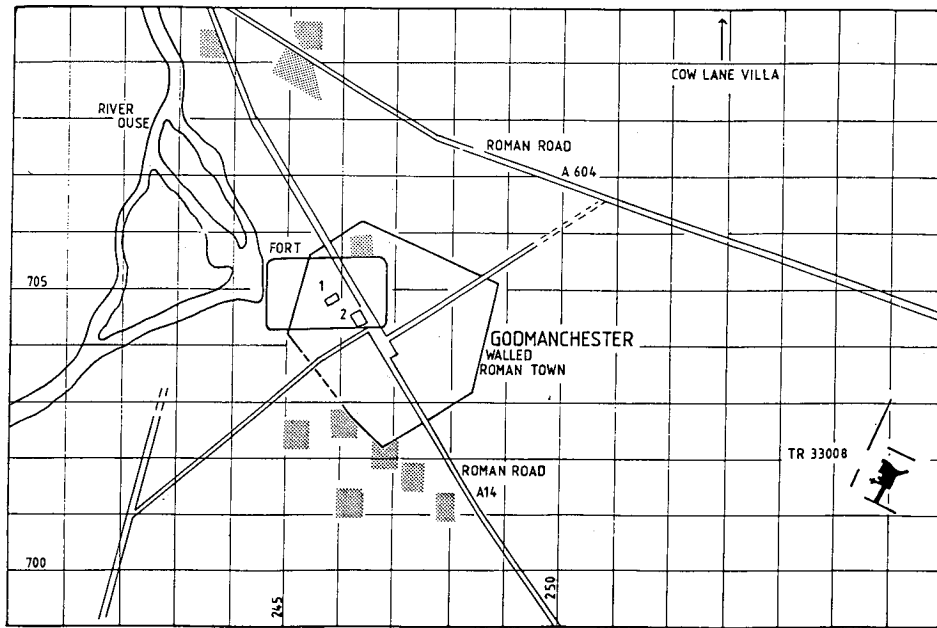 COW LANE VILLA
RIVER
OUSE
ROMAN ROAD
A 604
FORT
705
1
2
GODMANCHESTER
WALLED
ROMAN TOWN
TR 33008
ROMAN ROAD
A14
700
245
250